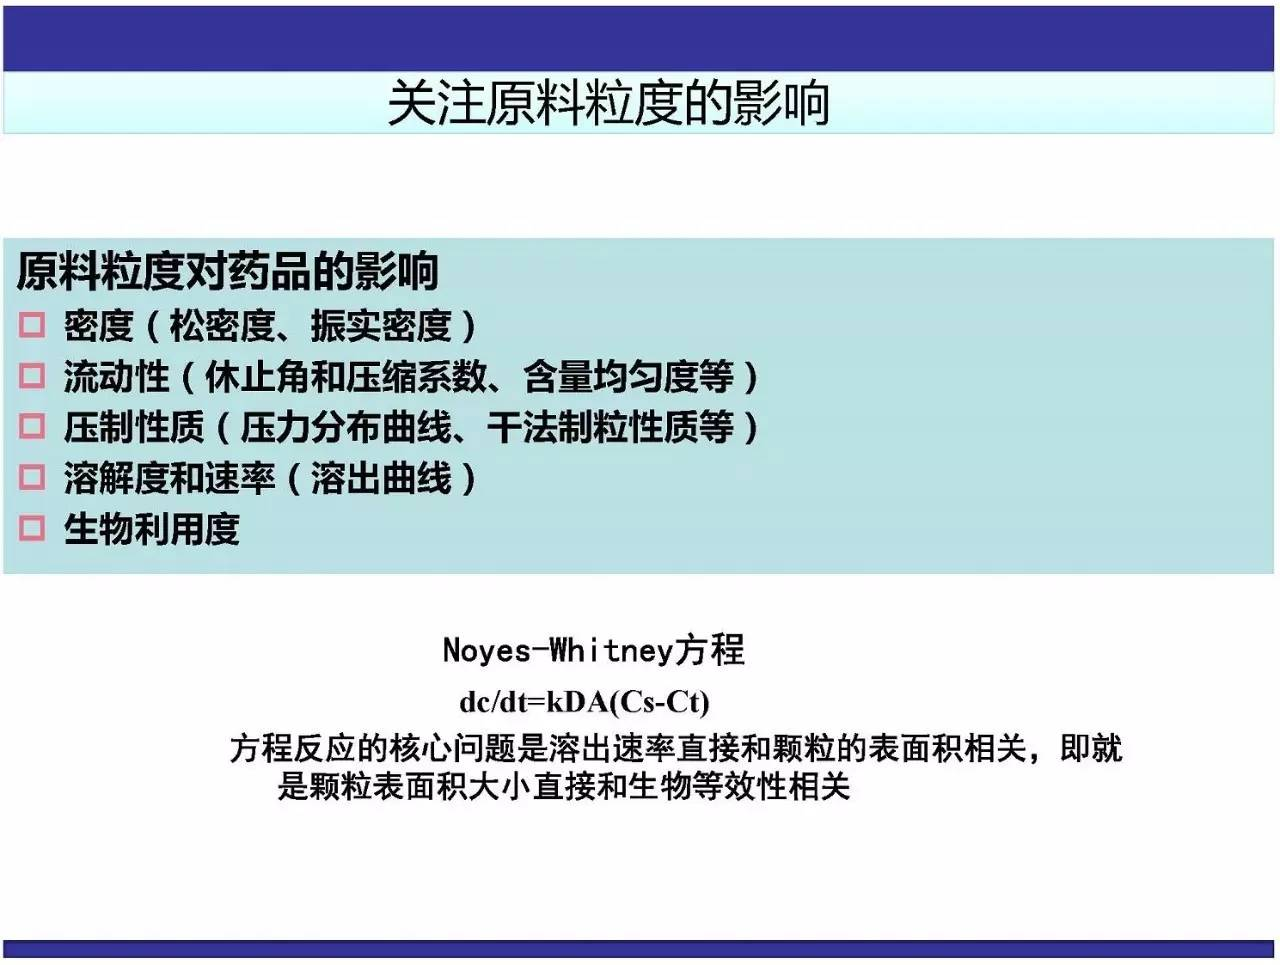 关注原料粒度的影响
原料粒度对药品的影响
密度（松密度、振实密度）
流动性（休止角和压缩系数、含量均匀度等）
压制性质（压力分布曲线、干法制粒性质等）
溶解度和速率（溶出曲线）
生物利用度
Noyes-Whitney方程
dc/dt=kDA(Cs-Ct)
方程反应的核心问题是溶出速率直接和颗粒的表面积相关，即就
是颗粒表面积大小直接和生物等效性相关